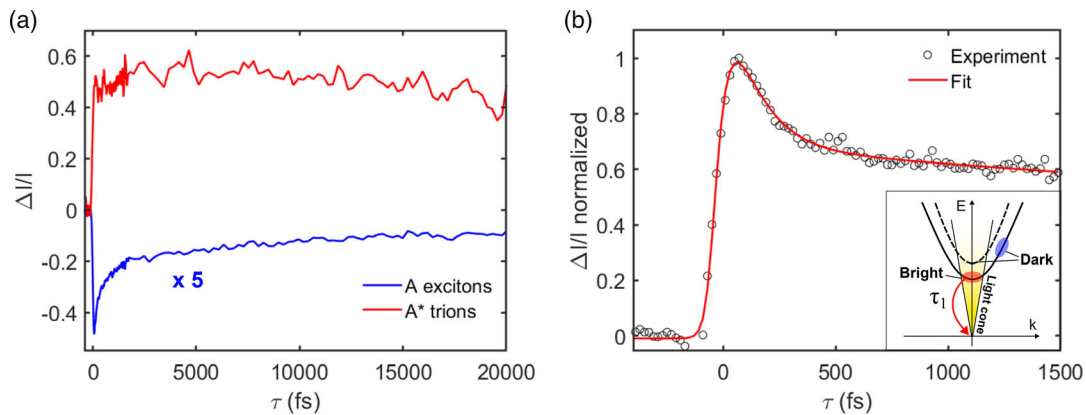 (a)
0.6
0.4
0.2
0
-0.2
-0.4
ΔI/I
x 5
A excitons
A* trions
0
5000
10000
15000
20000
τ (fs)
(b)
1
0.8
0.6
0.4
0.2
0
ΔI/I normalized
Experiment
Fit
E
Dark
Bright
Light cone
τ1
k
0
500
1000
1500
τ (fs)